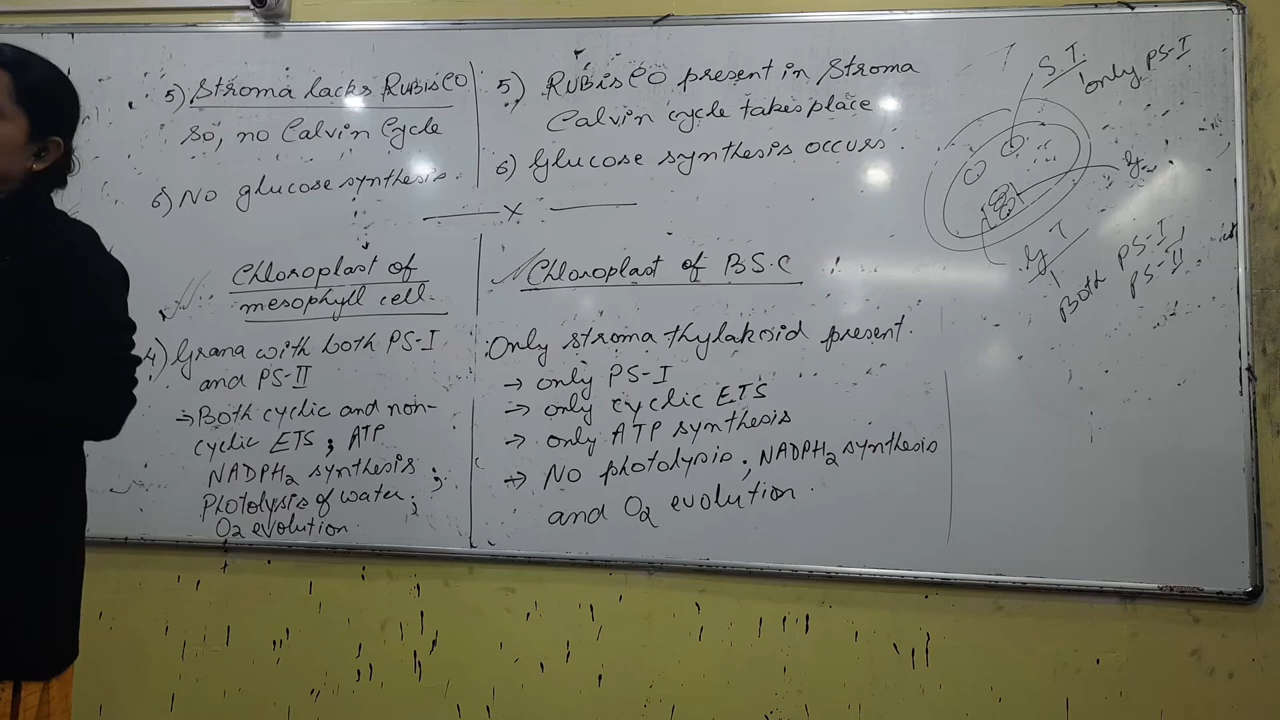 5) Stroma lacks RUBISCO
So, no Calvin Cycle
6) No glucose synthesis.
5) RUBISCO present in Stroma
Calvin cycle takes place
6) Glucose synthesis occurs.
X
Chloroplast of
mesophyll cell.
4) Grana with both PS-I
and PS-II
→ Both cyclic and non-
cyclic ETS ; ATP
NADPH₂ synthesis ;
Photolysis of water ;
O₂ evolution.
Chloroplast of B.S.C
Only stroma thylakoid present.
→ only PS-I
→ only cyclic ETS
→ only ATP synthesis
→ No photolysis ; NADPH₂ synthesis
and O₂ evolution.
S.T.
only PS-I
G.T
Both PS-I,
PS-II